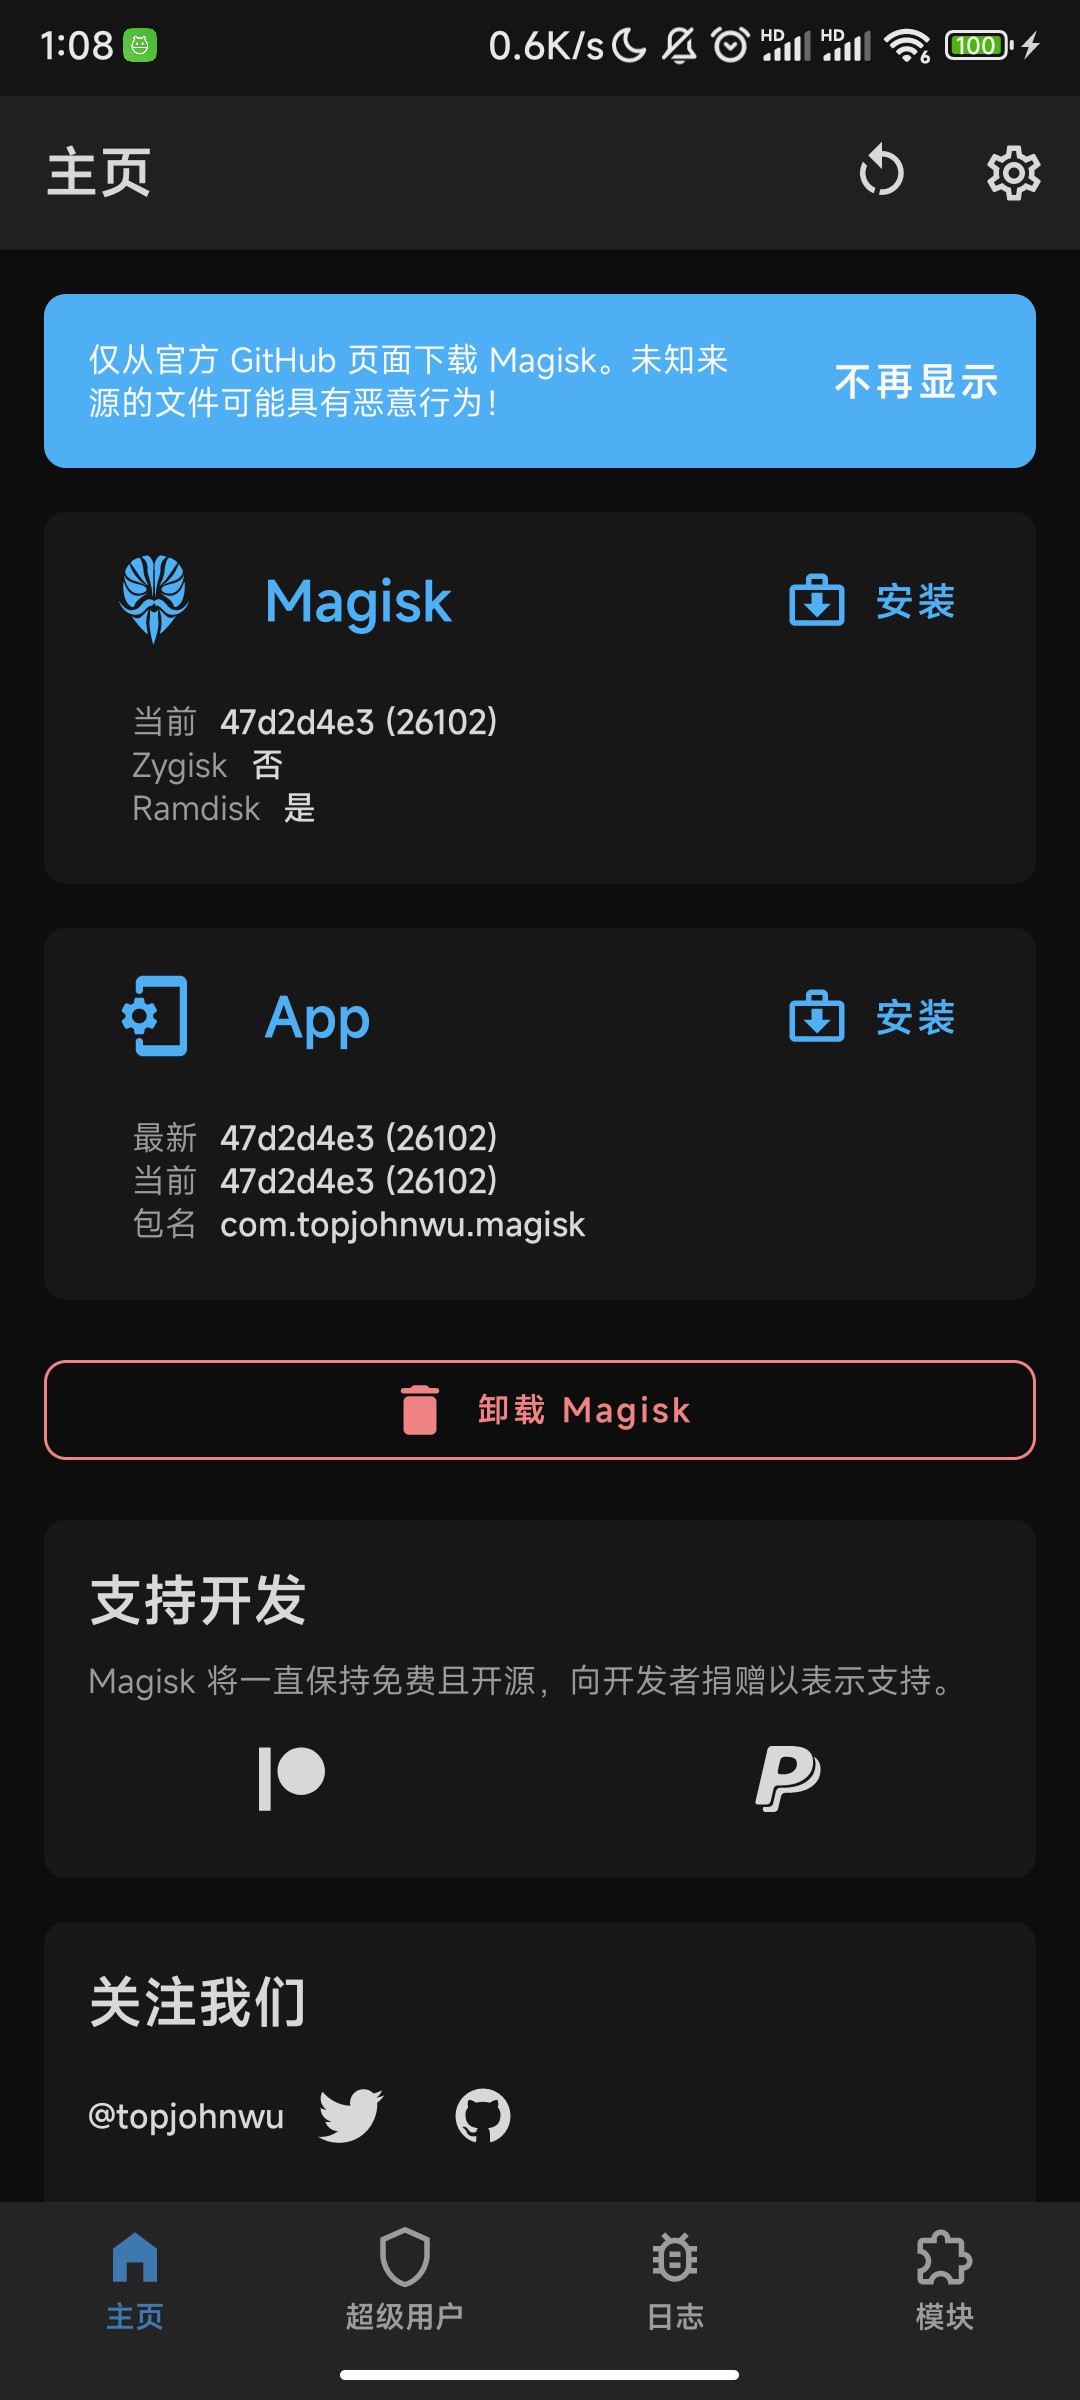 1:08
0.6K/s
HD
HD
6
100
主页
仅从官方 GitHub 页面下载 Magisk。未知来
源的文件可能具有恶意行为！
不再显示
Magisk
安装
当前 47d2d4e3 (26102)
Zygisk 否
Ramdisk 是
App
安装
最新 47d2d4e3 (26102)
当前 47d2d4e3 (26102)
包名 com.topjohnwu.magisk
卸载 Magisk
支持开发
Magisk 将一直保持免费且开源，向开发者捐赠以表示支持。
关注我们
@topjohnwu
主页
超级用户
日志
模块